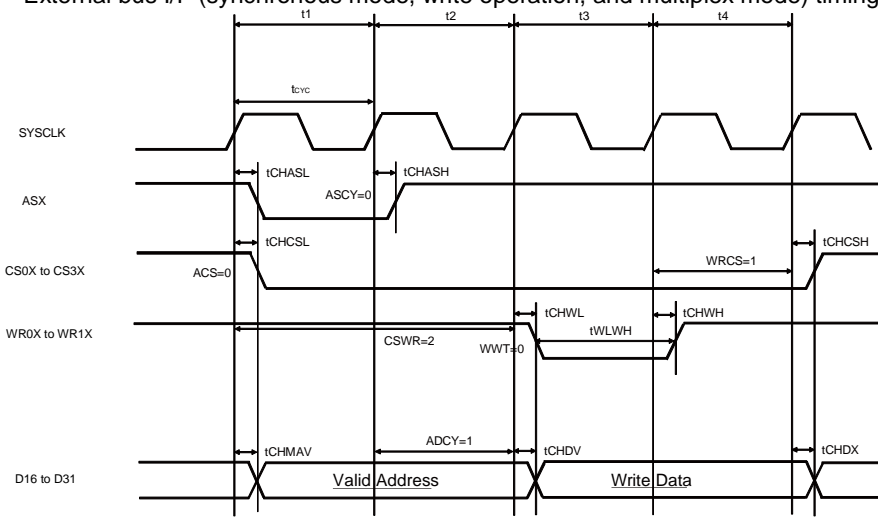 External bus I/F (synchronous mode, write operation, and multiplex mode) timing
t1 t2 t3 t4
tCYC
SYSCLK
tCHASL tCHASH
ASCY=0
ASX
tCHCSL tCHCSH
WRCS=1
CS0X to CS3X ACS=0
tCHWL tCHWH
WR0X to WR1X tWLWH
CSWR=2
WWT=0
ADCY=1
tCHMAV tCHDV tCHDX
D16 to D31 Valid Address Write Data